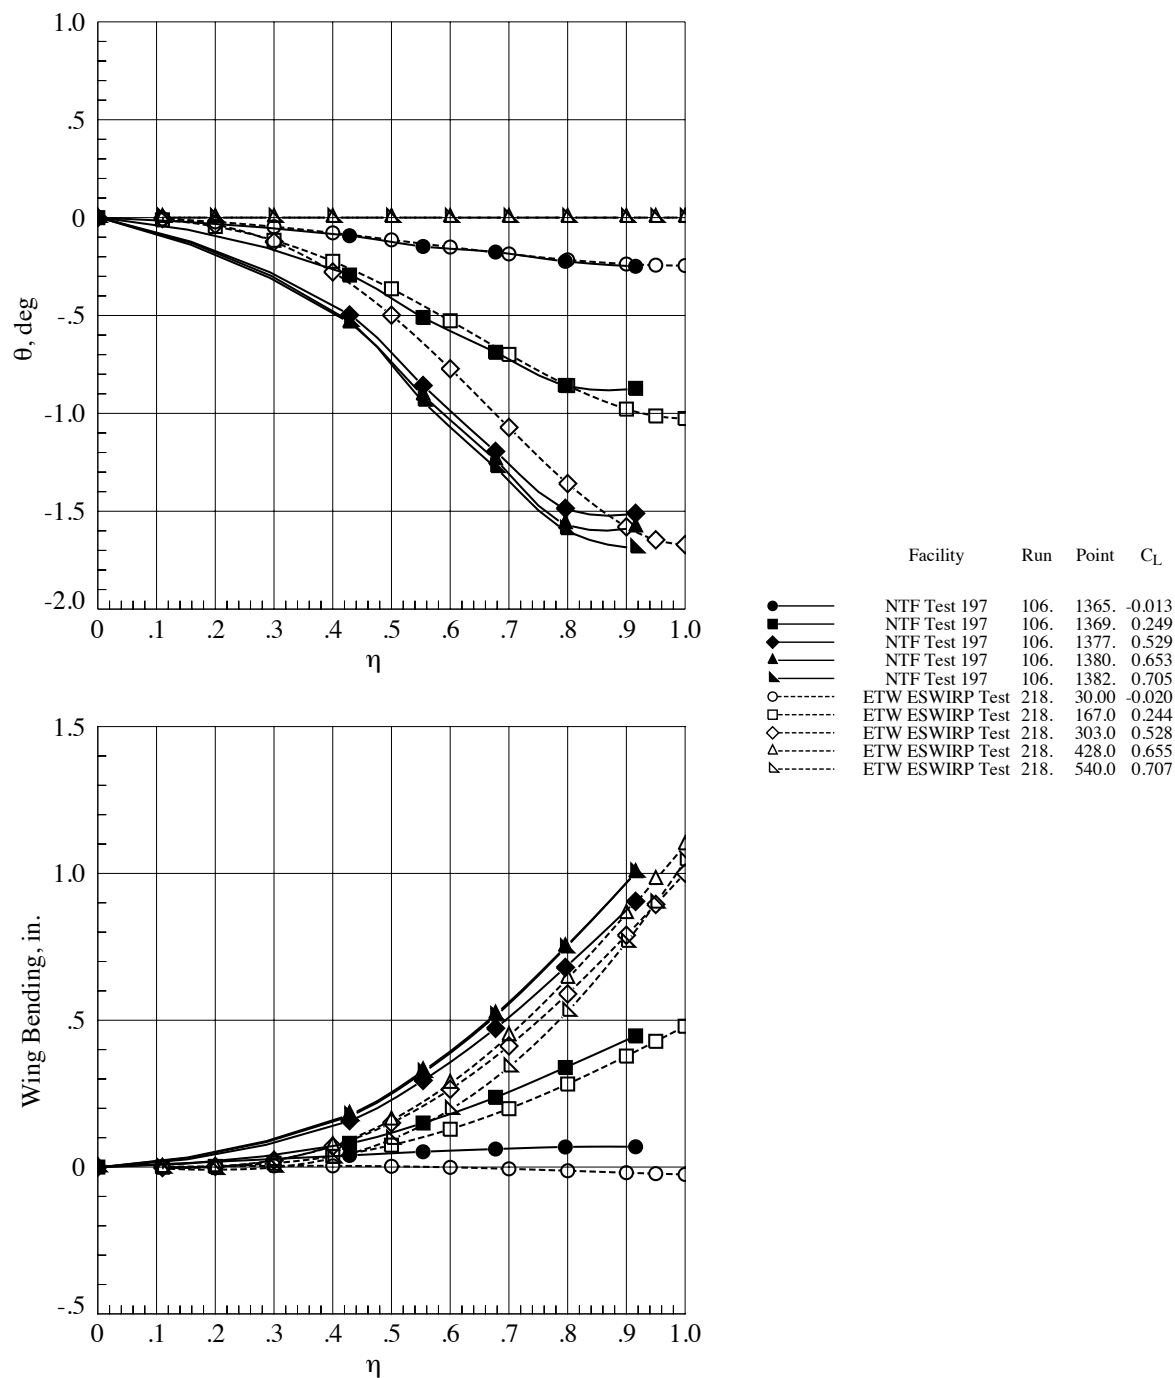 1.0
.5
0
-.5
-1.0
-1.5
-2.0
θ, deg
0 .1 .2 .3 .4 .5 .6 .7 .8 .9 1.0
η
Facility Run Point CL
NTF Test 197 106. 1365. -0.013
NTF Test 197 106. 1369. 0.249
NTF Test 197 106. 1377. 0.529
NTF Test 197 106. 1380. 0.653
NTF Test 197 106. 1382. 0.705
ETW ESWIRP Test 218. 30.00 -0.020
ETW ESWIRP Test 218. 167.0 0.244
ETW ESWIRP Test 218. 303.0 0.528
ETW ESWIRP Test 218. 428.0 0.655
ETW ESWIRP Test 218. 540.0 0.707
1.5
1.0
.5
0
-.5
Wing Bending, in.
0 .1 .2 .3 .4 .5 .6 .7 .8 .9 1.0
η